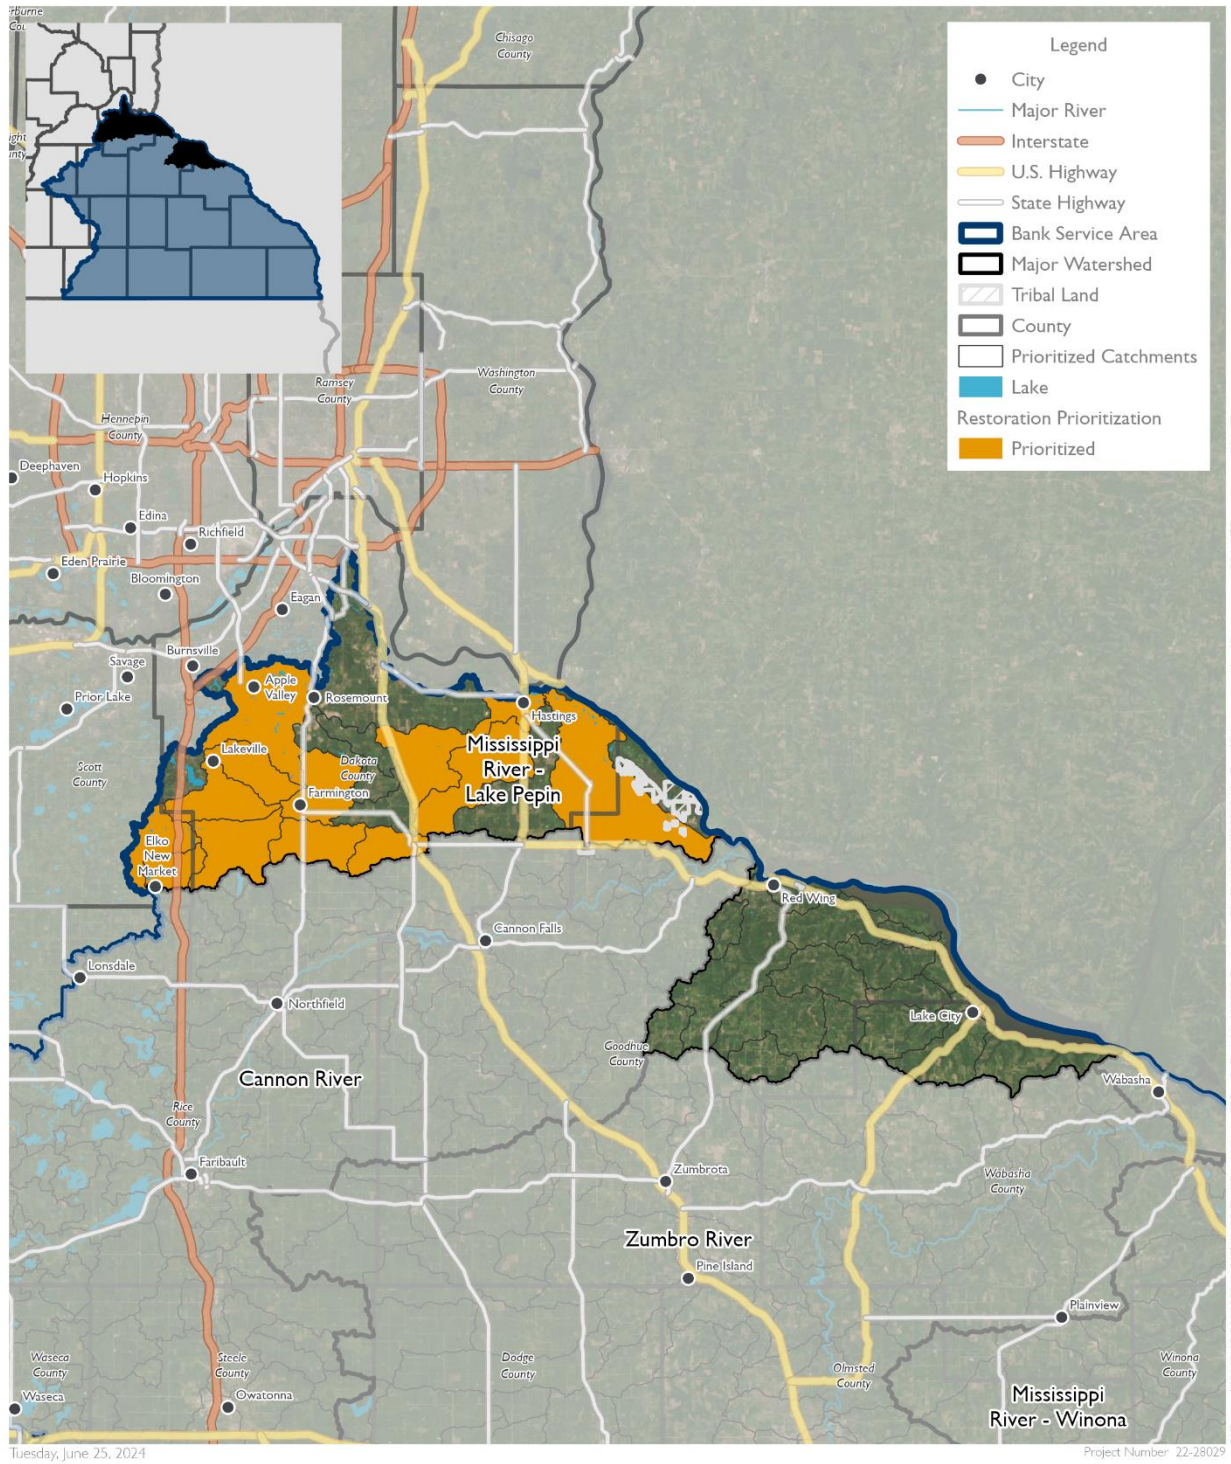 Chisago
County
Legend
City
Major River
Interstate
U.S. Highway
State Highway
Bank Service Area
Major Watershed
Tribal Land
County
Prioritized Catchments
Lake
Restoration Prioritization
Prioritized
Ramsey
County
Washington
County
Hennepin
County
Deephaven
Hopkins
Edina
Richfield
Eden Prairie
Bloomington
Eagan
Burnsville
Savage
Apple
Valley
Prior Lake
Rosemount
Hastings
Lakeville
Mississippi
River -
Lake Pepin
Dakota
County
Scott
County
Farmington
Elko
New
Market
Red Wing
Cannon Falls
Lonsdale
Northfield
Lake City
Goodhue
County
Cannon River
Wabasha
Rice
County
Faribault
Zumbrota
Wabasha
County
Zumbro River
Pine Island
Plainview
Waseca
County
Steele
County
Dodge
County
Olmsted
County
Winona
County
Waseca
Owatonna
Mississippi
River - Winona
Tuesday, June 25, 2024
Project Number 22-28029